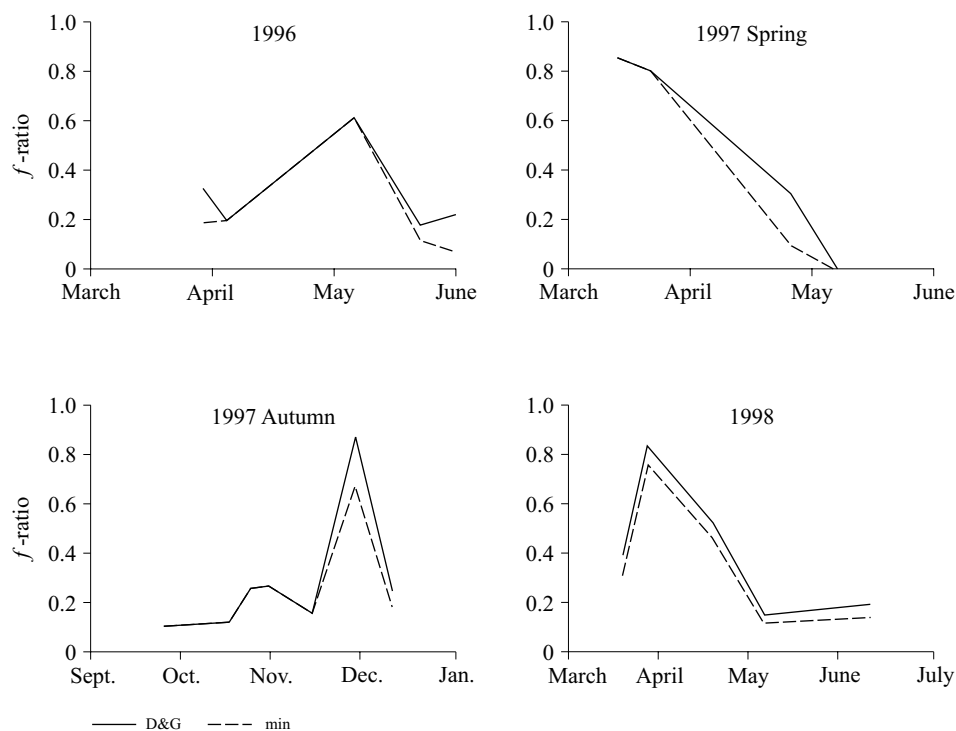 1996
f-ratio
1.0
0.8
0.6
0.4
0.2
0
March April May June
1997 Spring
1.0
0.8
0.6
0.4
0.2
0
March April May June
1997 Autumn
f-ratio
1.0
0.8
0.6
0.4
0.2
0
Sept. Oct. Nov. Dec. Jan.
1998
1.0
0.8
0.6
0.4
0.2
0
March April May June July
D&G min